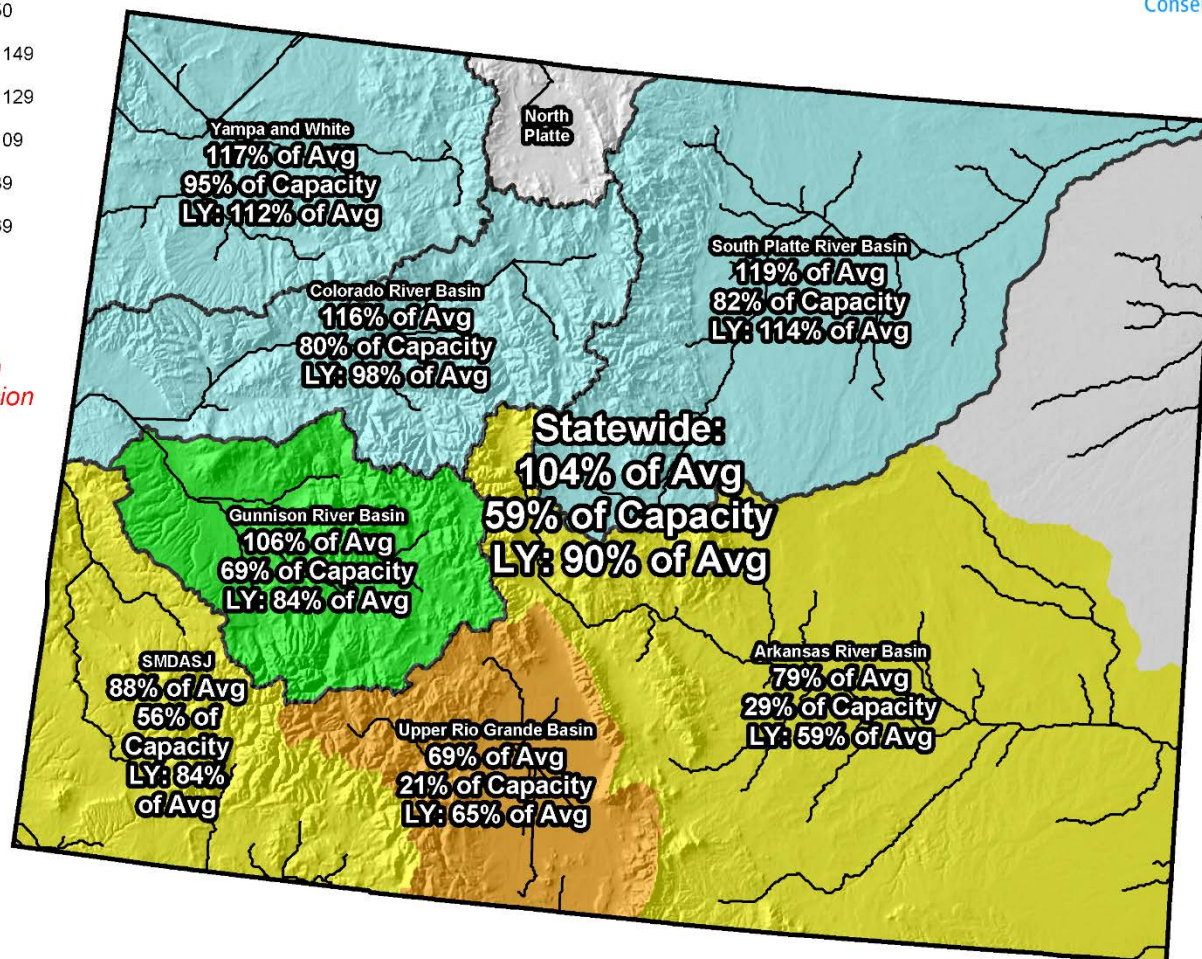 149
129
Conse
North
Platte
Yampa and White
117% of Avg
95% of Capacity
LY: 112% of Avg
South Platte River Basin
119% of Avg
82% of Capacity
LY: 114% of Avg
Colorado River Basin
116% of Avg
80% of Capacity
LY: 98% of Avg
Statewide:
104% of Avg
59% of Capacity
LY: 90% of Avg
Gunnison River Basin
106% of Avg
69% of Capacity
LY: 84% of Avg
SMDASJ
88% of Avg
56% of
Capacity
LY: 84%
of Avg
Upper Rio Grande Basin
69% of Avg
21% of Capacity
LY: 65% of Avg
Arkansas River Basin
79% of Avg
29% of Capacity
LY: 59% of Avg